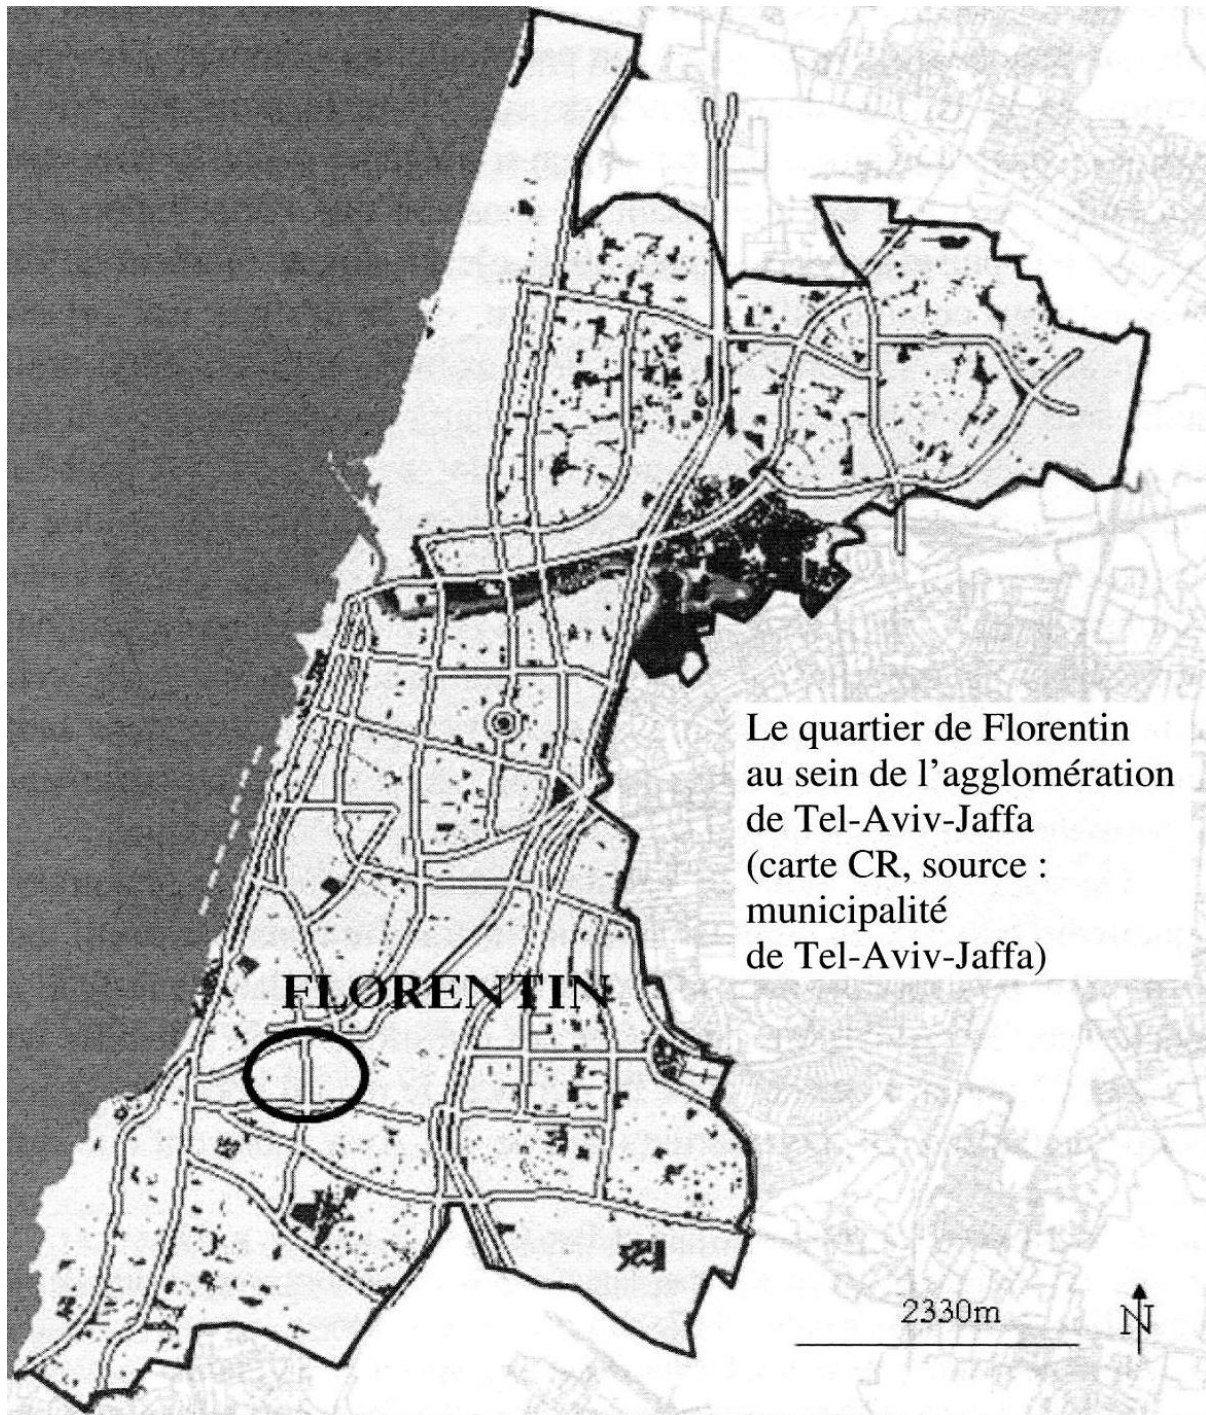 Le quartier de Florentin
au sein de l'agglomération
de Tel-Aviv-Jaffa
(carte CR, source :
municipalité
de Tel-Aviv-Jaffa)
FLORENTIN
2330m
N